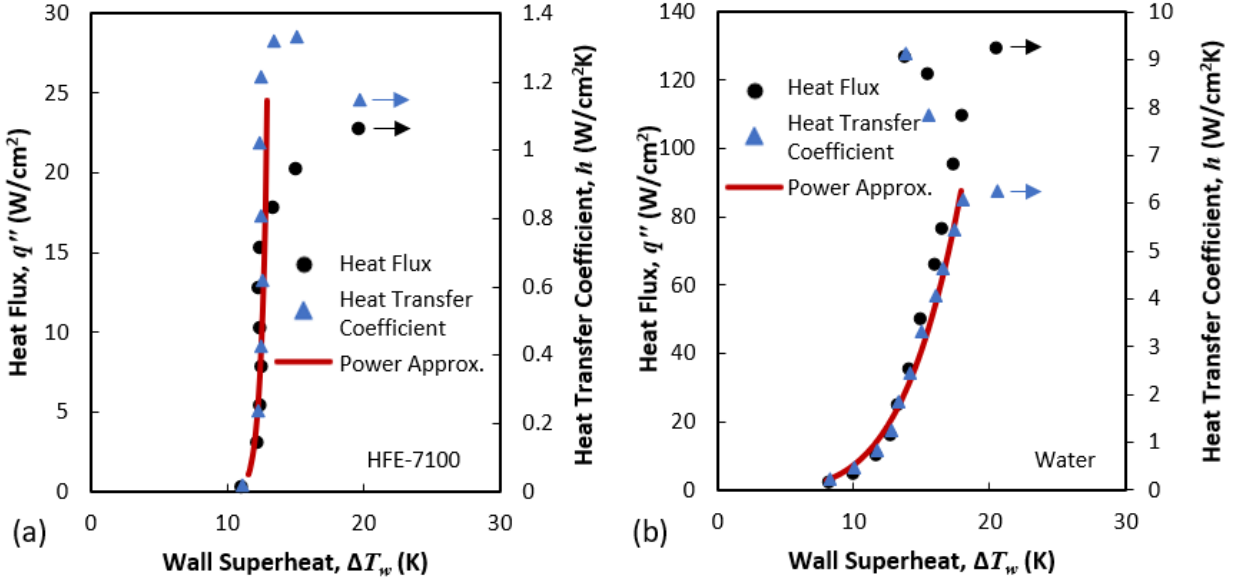 30
25
20
15
10
5
0
Heat Flux, q″ (W/cm²)
1.4
1.2
1
0.8
0.6
0.4
0.2
0
Heat Transfer Coefficient, h (W/cm²K)
Heat Flux
Heat Transfer
Coefficient
Power Approx.
HFE-7100
0 10 20 30
(a)
Wall Superheat, ΔT_w (K)
140
120
100
80
60
40
20
0
Heat Flux, q″ (W/cm²)
10
9
8
7
6
5
4
3
2
1
0
Heat Transfer Coefficient, h (W/cm²K)
Heat Flux
Heat Transfer
Coefficient
Power Approx.
Water
0 10 20 30
(b)
Wall Superheat, ΔT_w (K)